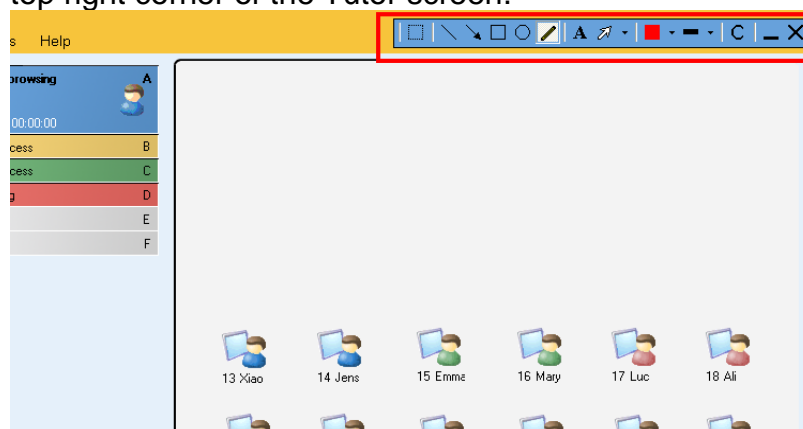 top right corner of the Tutor screen.
s Help
A C
browsing A
00:00:00
cess B
cess C
g D
E
F
13 Xiao 14 Jens 15 Emma 16 Mary 17 Luc 18 Ali